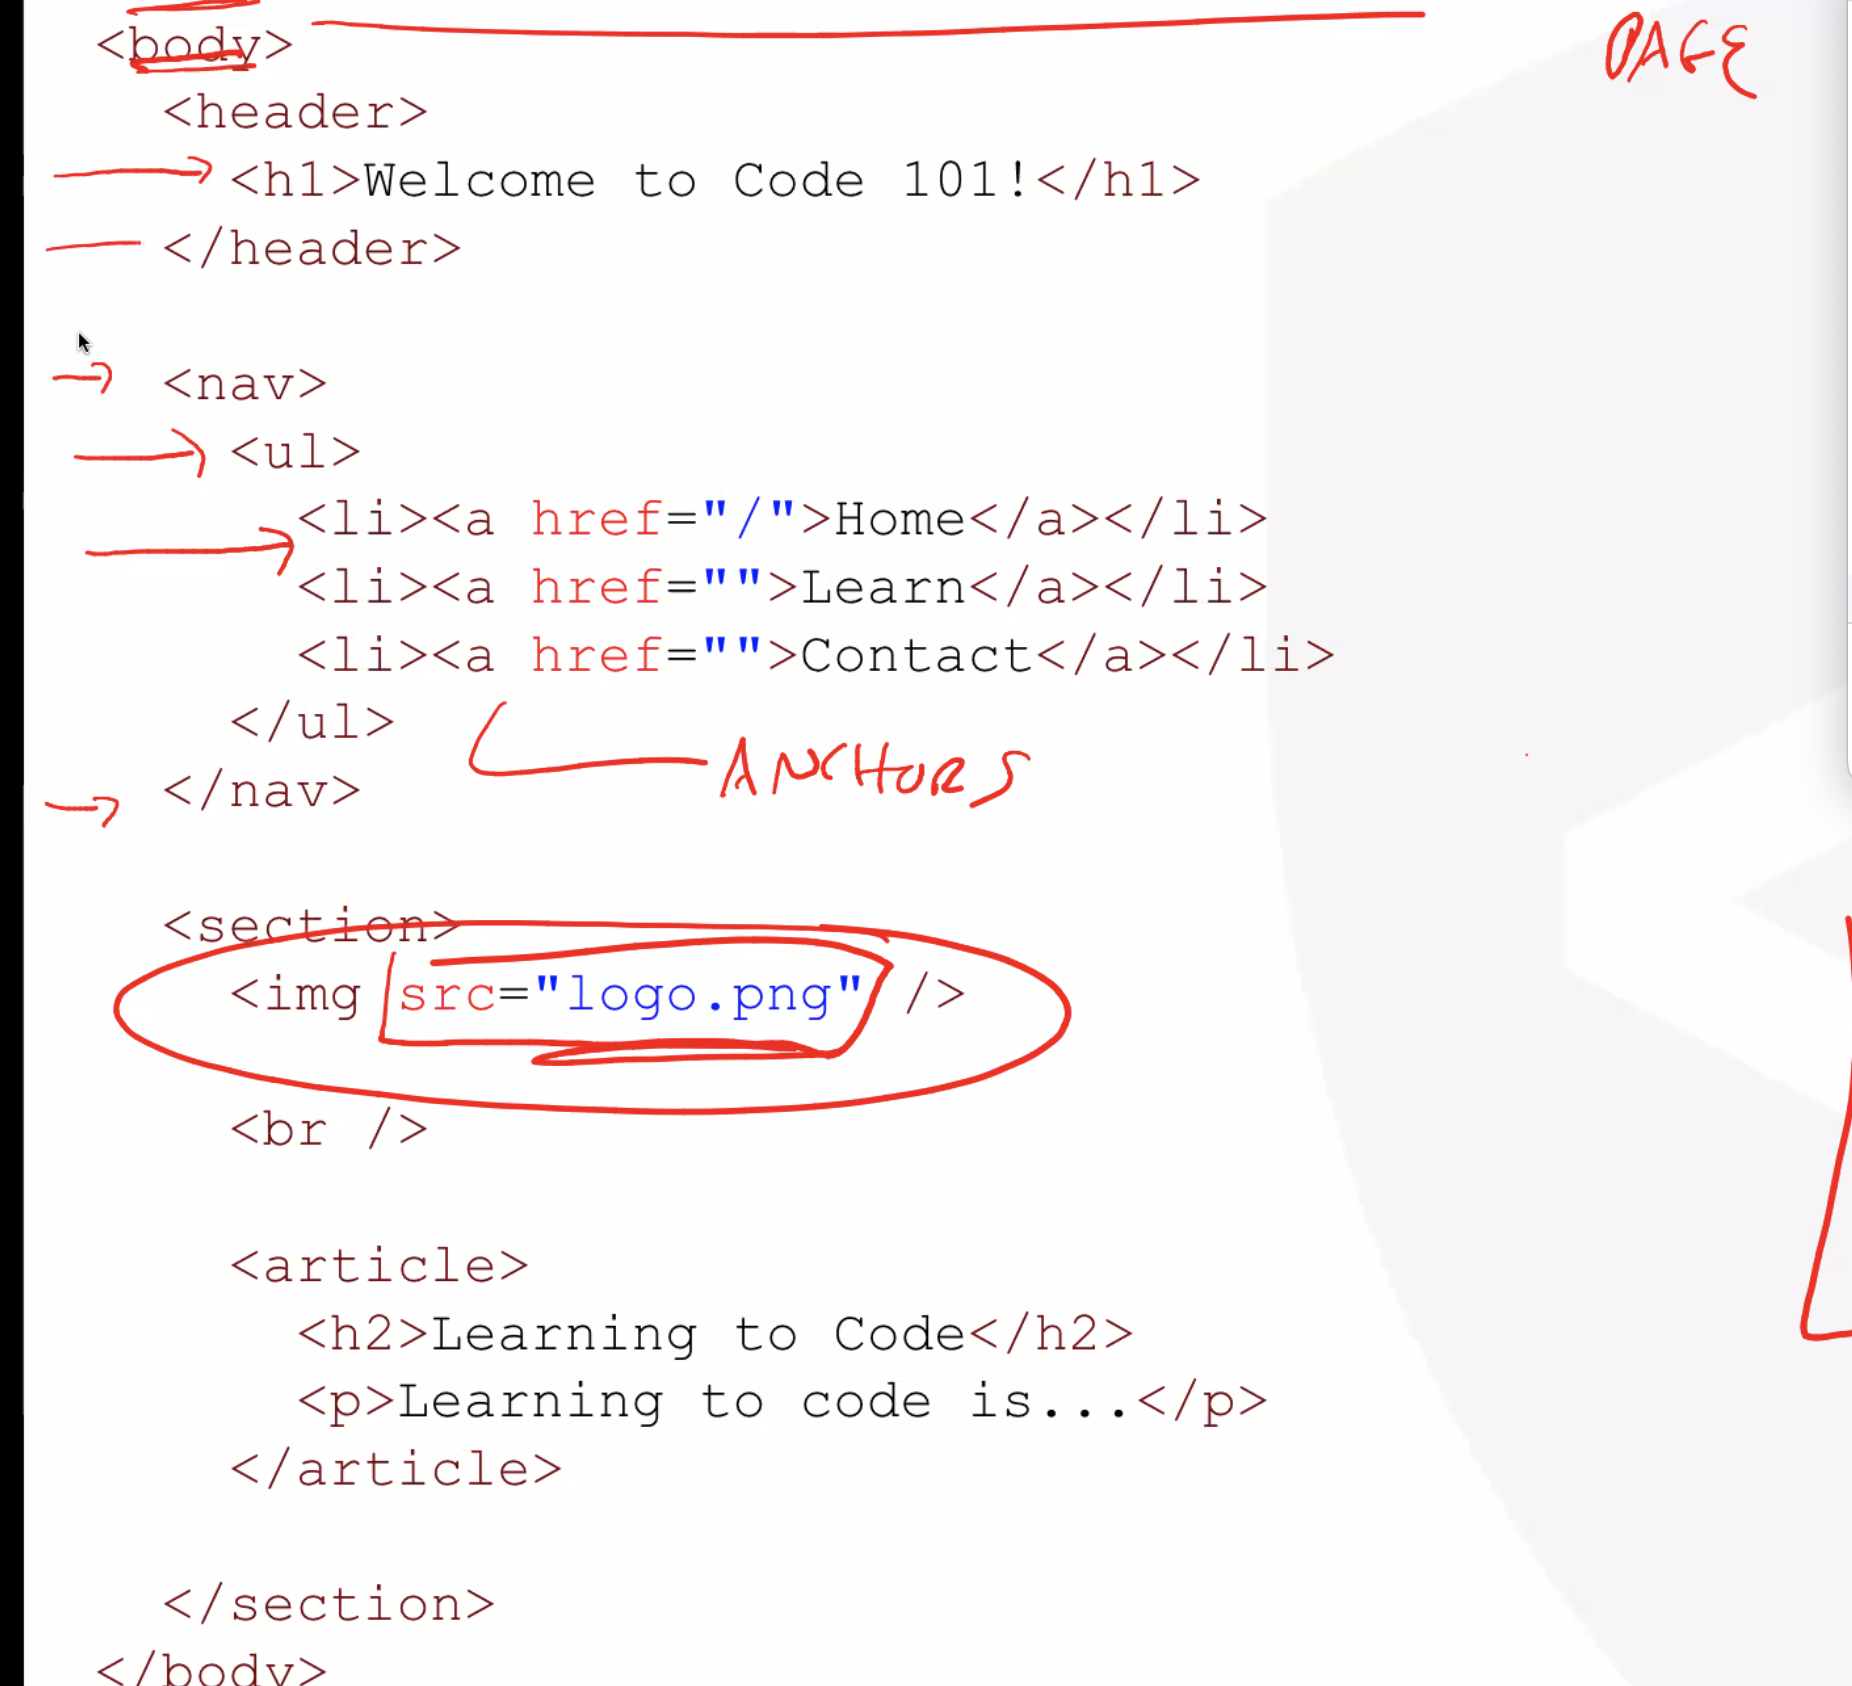 <body>
PAGE
<header>
<h1>Welcome to Code 101!</h1>
</header>
<nav>
<ul>
<li><a href="/">Home</a></li>
<li><a href="">Learn</a></li>
<li><a href="">Contact</a></li>
</ul>
ANCHORS
</nav>
<section>
<img src="logo.png" />
<br />
<article>
<h2>Learning to Code</h2>
<p>Learning to code is...</p>
</article>
</section>
</body>